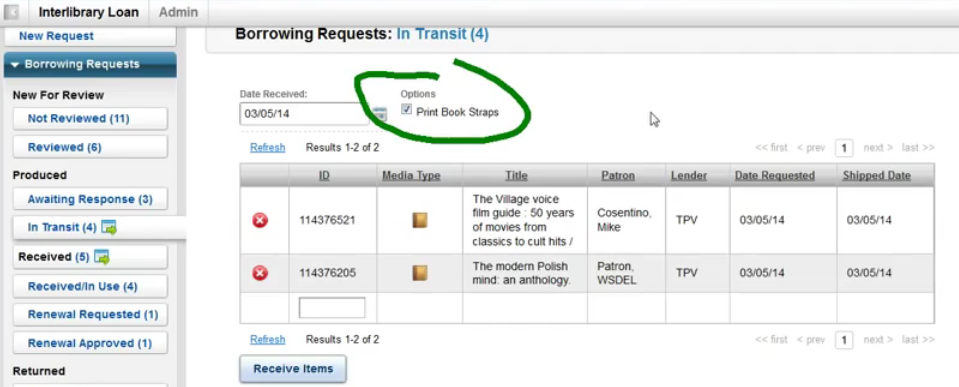 Interlibrary Loan Admin
New Request
Borrowing Requests: In Transit (4)
Borrowing Requests
New For Review
Not Reviewed (11)
Reviewed (6)
Produced
Awaiting Response (3)
In Transit (4)
Received (5)
Received/In Use (4)
Renewal Requested (1)
Renewal Approved (1)
Returned
Date Received:
03/05/14
Options
Print Book Straps
Refresh Results 1-2 of 2 << first < prev 1 next > last >>
ID Media Type Title Patron Lender Date Requested Shipped Date
114376521 The Village voice film guide : 50 years of movies from classics to cult hits / Cosentino, Mike TPV 03/05/14 03/05/14
114376205 The modern Polish mind: an anthology. Patron, WSDEL TPV 03/05/14 03/05/14
Refresh Results 1-2 of 2 << first < prev 1 next > last >>
Receive Items